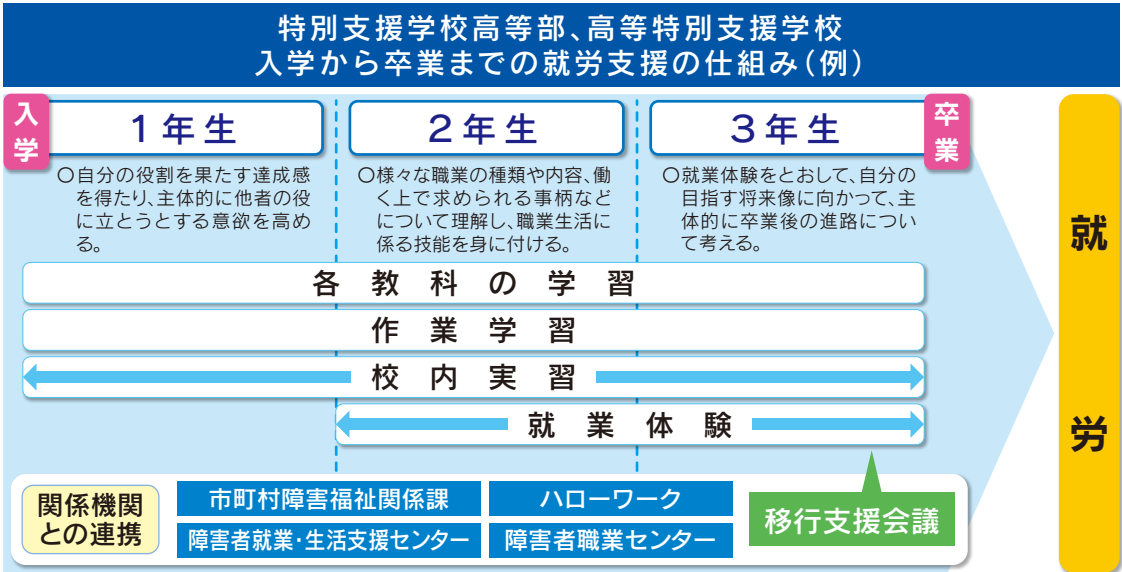 特別支援学校高等部、高等特別支援学校
入学から卒業までの就労支援の仕組み(例)
入学
1年生
2年生
3年生
卒業
○自分の役割を果たす達成感
を得たり、主体的に他者の役
に立とうとする意欲を高め
る。
○様々な職業の種類や内容、働
く上で求められる事柄など
について理解し、職業生活に
係る技能を身に付ける。
○就業体験をとおして、自分の
目指す将来像に向かって、主
体的に卒業後の進路につい
て考える。
各教科の学習
作業学習
校内実習
就業体験
就労
関係機関
との連携
市町村障害福祉関係課
ハローワーク
障害者就業・生活支援センター
障害者職業センター
移行支援会議